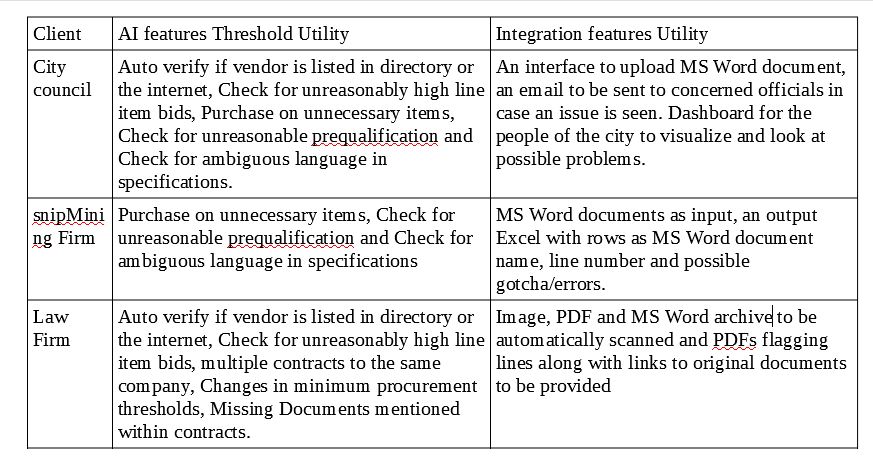 Client
AI features Threshold Utility
Integration features Utility
City
council
Auto verify if vendor is listed in directory or
the internet, Check for unreasonably high line
item bids, Purchase on unnecessary items,
Check for unreasonable prequalification and
Check for ambiguous language in
specifications.
An interface to upload MS Word document,
an email to be sent to concerned officials in
case an issue is seen. Dashboard for the
people of the city to visualize and look at
possible problems.
snipMini
ng Firm
Purchase on unnecessary items, Check for
unreasonable prequalification and Check for
ambiguous language in specifications
MS Word documents as input, an output
Excel with rows as MS Word document
name, line number and possible
gotcha/errors.
Law
Firm
Auto verify if vendor is listed in directory or
the internet, Check for unreasonably high line
item bids, multiple contracts to the same
company, Changes in minimum procurement
thresholds, Missing Documents mentioned
within contracts.
Image, PDF and MS Word archive to be
automatically scanned and PDFs flagging
lines along with links to original documents
to be provided